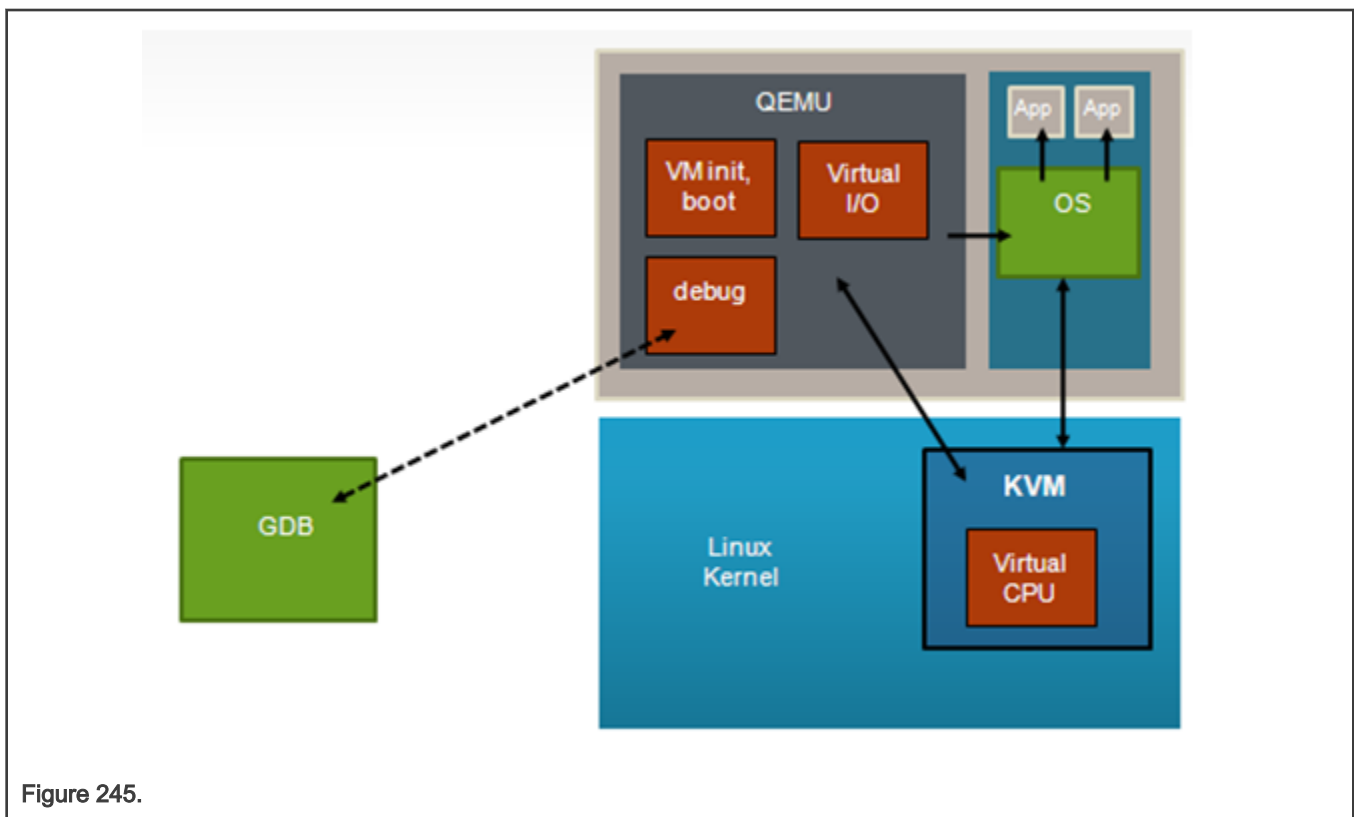 QEMU
VM init,
boot
Virtual
I/O
debug
App
App
OS
GDB
Linux
Kernel
KVM
Virtual
CPU
Figure 245.